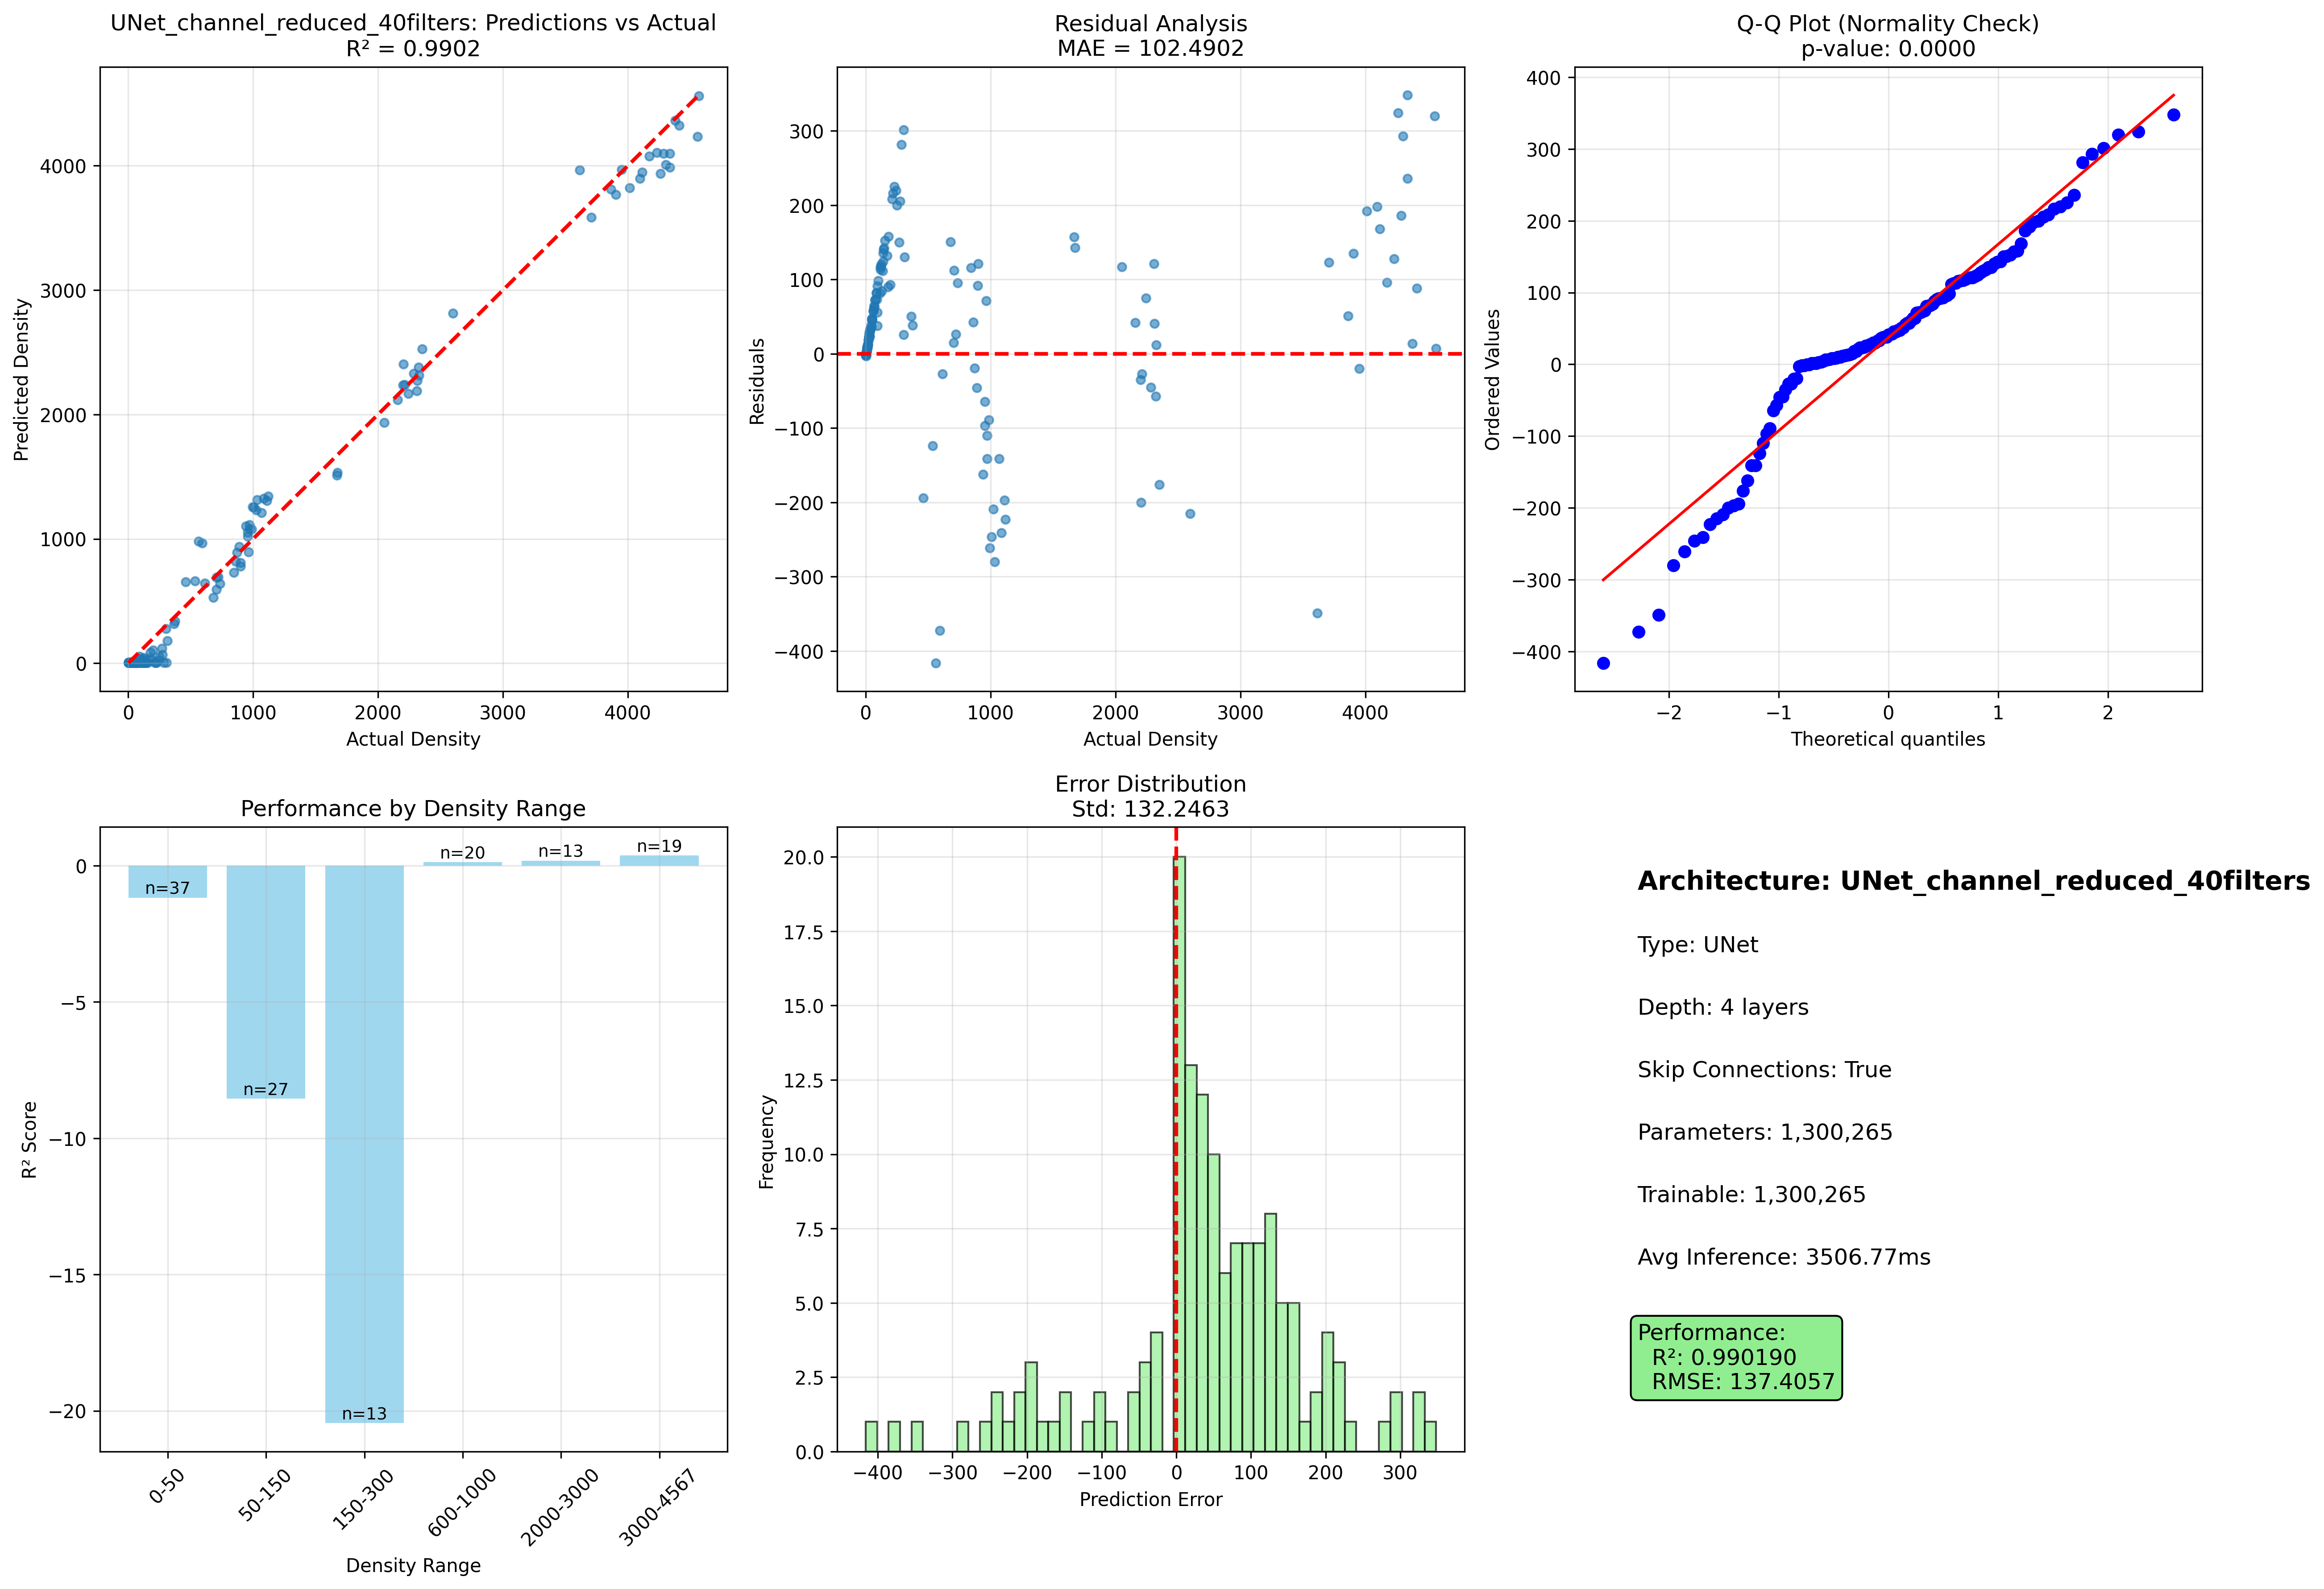 UNet_channel_reduced_40filters: Predictions vs Actual
R² = 0.9902
Predicted Density
4000
3000
2000
1000
0
0 1000 2000 3000 4000
Actual Density
Residual Analysis
MAE = 102.4902
Residuals
300
200
100
0
−100
−200
−300
−400
0 1000 2000 3000 4000
Actual Density
Q-Q Plot (Normality Check)
p-value: 0.0000
Ordered Values
400
300
200
100
0
−100
−200
−300
−400
−2 −1 0 1 2
Theoretical quantiles
Performance by Density Range
R² Score
0
−5
−10
−15
−20
n=37
n=27
n=13
n=20
n=13
n=19
0-50
50-150
150-300
600-1000
2000-3000
3000-4567
Density Range
Error Distribution
Std: 132.2463
Frequency
20.0
17.5
15.0
12.5
10.0
7.5
5.0
2.5
0.0
−400 −300 −200 −100 0 100 200 300
Prediction Error
Architecture: UNet_channel_reduced_40filters
Type: UNet
Depth: 4 layers
Skip Connections: True
Parameters: 1,300,265
Trainable: 1,300,265
Avg Inference: 3506.77ms
Performance:
R²: 0.990190
RMSE: 137.4057